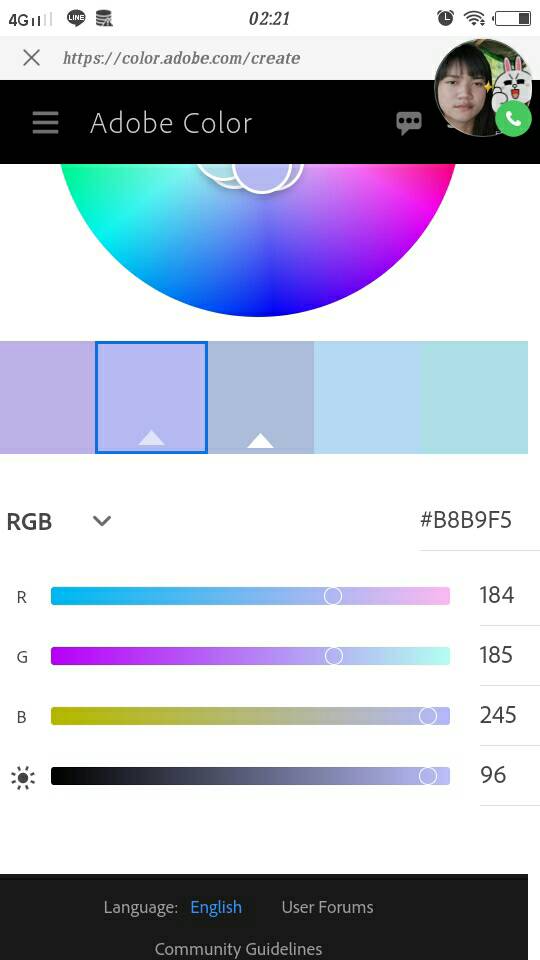 4G
LINE
02:21
https://color.adobe.com/create
Adobe Color
RGB
#B8B9F5
R
184
G
185
B
245
96
Language: English
User Forums
Community Guidelines